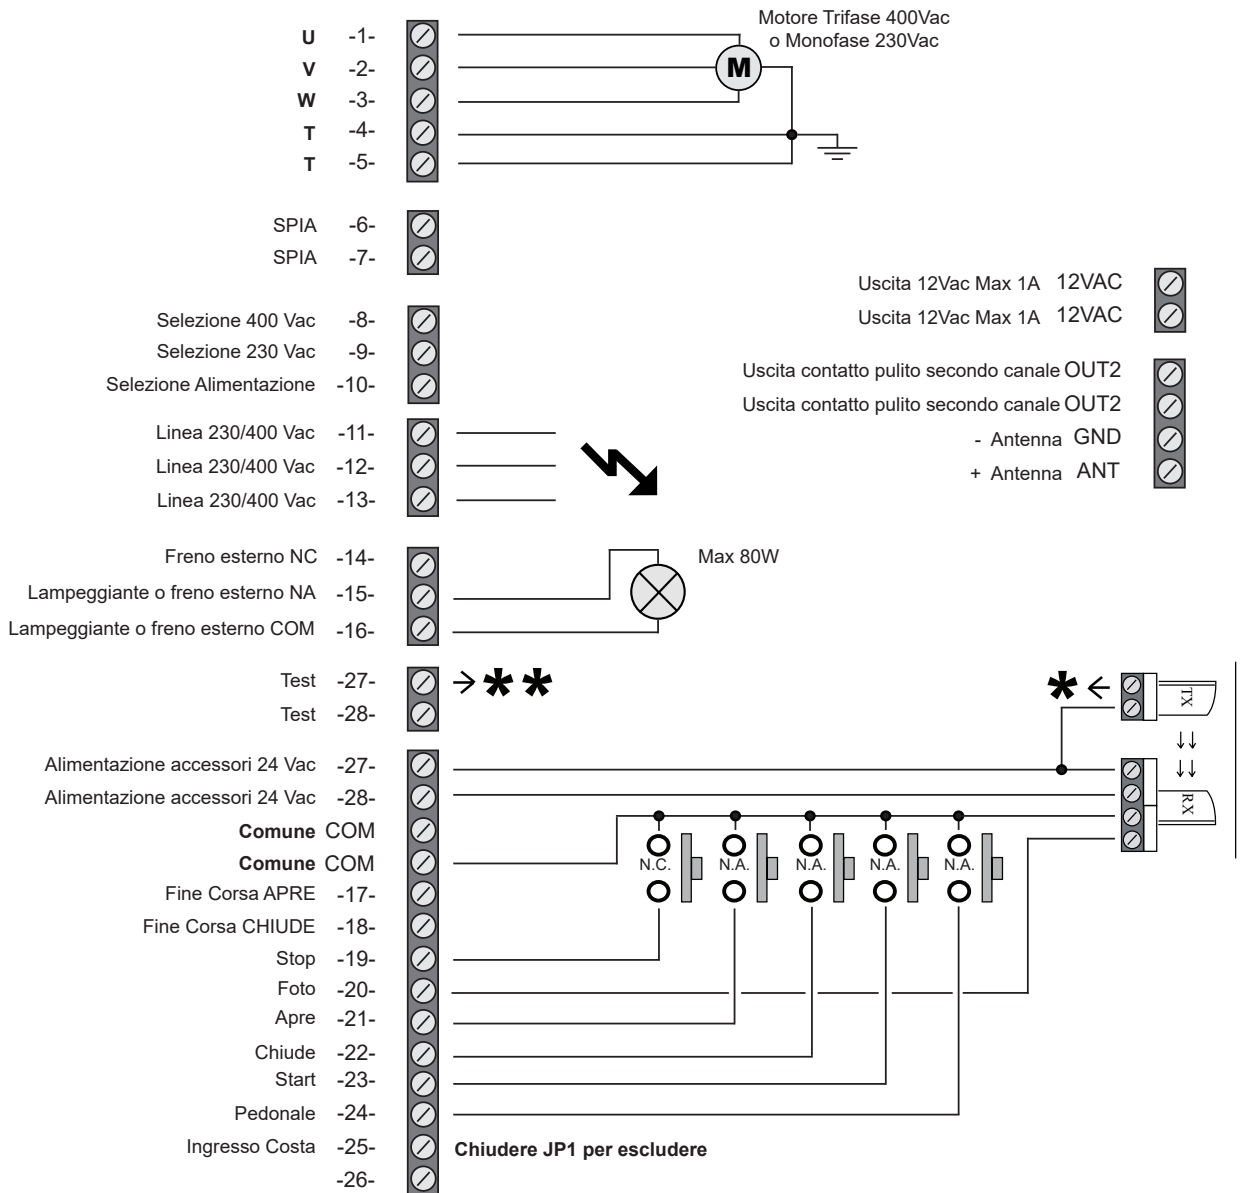 Motore Trifase 400Vac
o Monofase 230Vac
U -1-
V -2-
M
W -3-
T -4-
T -5-
SPIA -6-
SPIA -7-
Uscita 12Vac Max 1A 12VAC
Uscita 12Vac Max 1A 12VAC
Selezione 400 Vac -8-
Selezione 230 Vac -9-
Selezione Alimentazione -10-
Uscita contatto pulito secondo canale OUT2
Uscita contatto pulito secondo canale OUT2
- Antenna GND
+ Antenna ANT
Linea 230/400 Vac -11-
Linea 230/400 Vac -12-
Linea 230/400 Vac -13-
Freno esterno NC -14-
Max 80W
Lampeggiante o freno esterno NA -15-
Lampeggiante o freno esterno COM -16-
Test -27- → * *
* ← TX
Test -28-
Alimentazione accessori 24 Vac -27-
Alimentazione accessori 24 Vac -28-
RX
Comune COM
Comune COM
N.C. N.A. N.A. N.A. N.A.
Fine Corsa APRE -17-
Fine Corsa CHIUDE -18-
Stop -19-
Foto -20-
Apre -21-
Chiude -22-
Start -23-
Pedonale -24-
Ingresso Costa -25- Chiudere JP1 per escludere
-26-